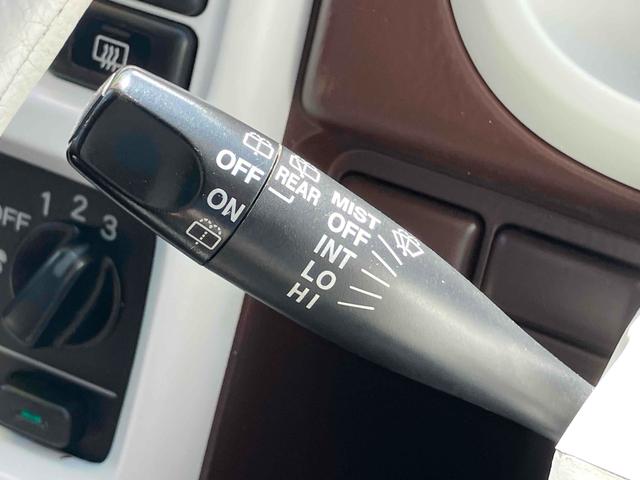 OFF
ON
REAR
MIST
OFF
INT
LO
HI
OFF 1 2 3